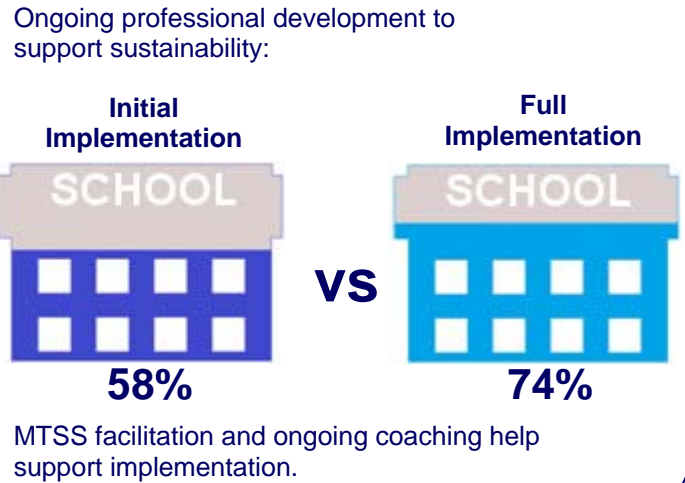 Ongoing professional development to
support sustainability:
Initial
Implementation
Full
Implementation
SCHOOL
SCHOOL
vs
58%
74%
MTSS facilitation and ongoing coaching help
support implementation.